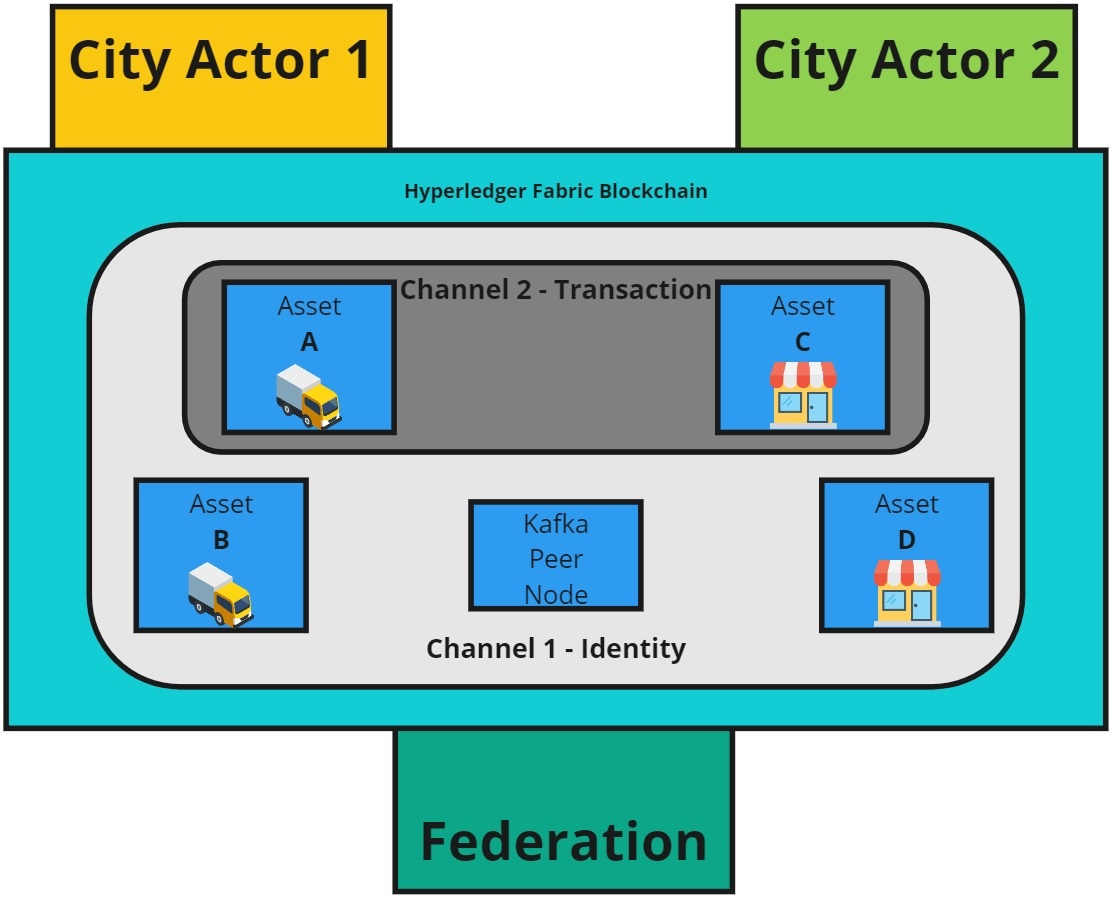 City Actor 1
City Actor 2
Hyperledger Fabric Blockchain
Channel 2 - Transaction
Asset
A
Asset
C
Asset
B
Kafka
Peer
Node
Asset
D
Channel 1 - Identity
Federation